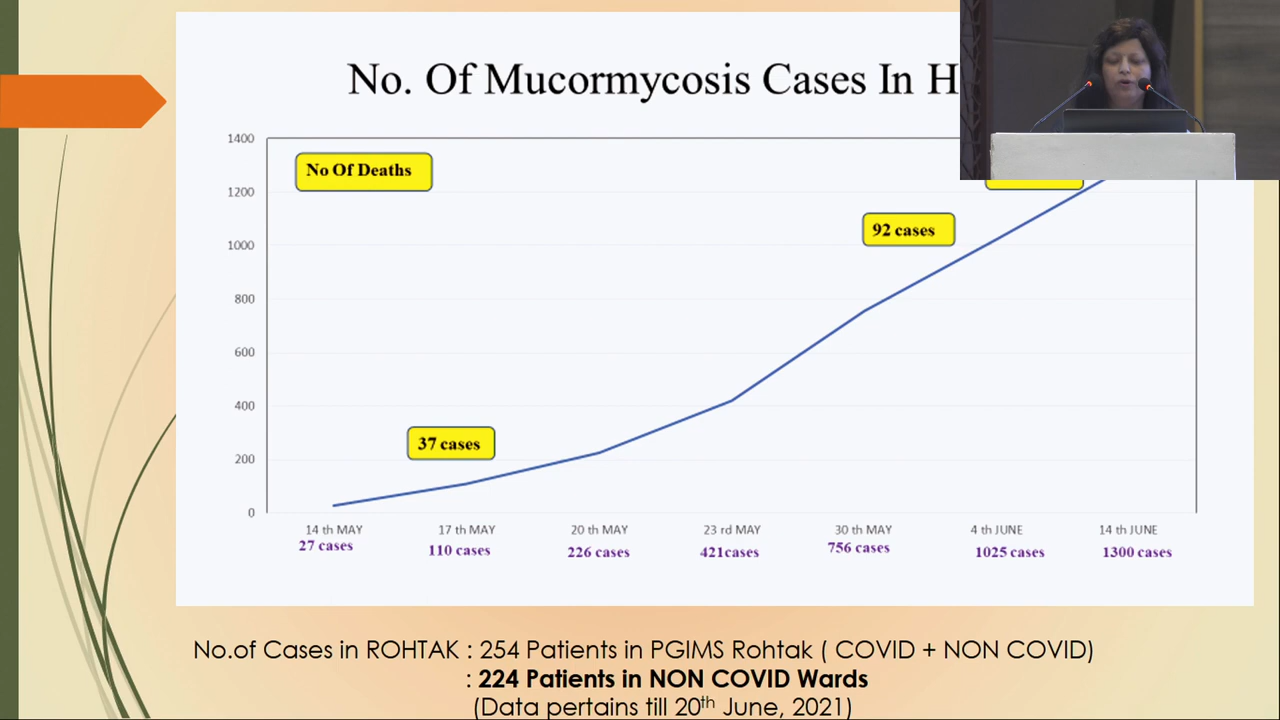 No. Of Mucormycosis Cases In H
1400
No Of Deaths
1200
92 cases
1000
800
600
400
37 cases
200
0
14 th MAY 17 th MAY 20 th MAY 23 rd MAY 30 th MAY 4 th JUNE 14 th JUNE
27 cases 110 cases 226 cases 421cases 756 cases 1025 cases 1300 cases
No.of Cases in ROHTAK : 254 Patients in PGIMS Rohtak ( COVID + NON COVID)
: 224 Patients in NON COVID Wards
(Data pertains till 20th June, 2021)